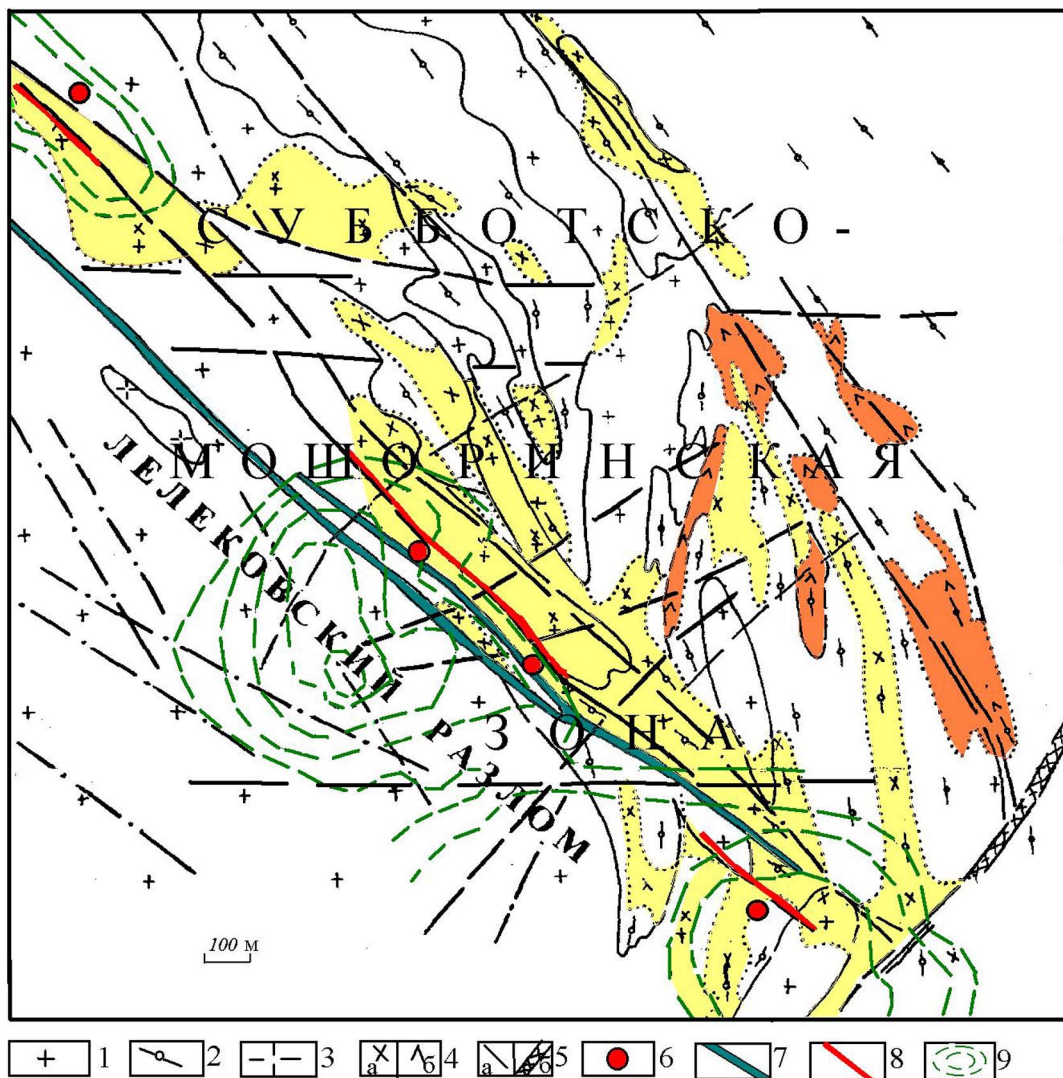 СУББОТСКО-
МОШОРИНСКАЯ
ЗОНА
ЛЕЛЕКОВСКИЙ РАЗЛОМ
100 м
1 2 3 а б 4 а б 5 6 7 8 9